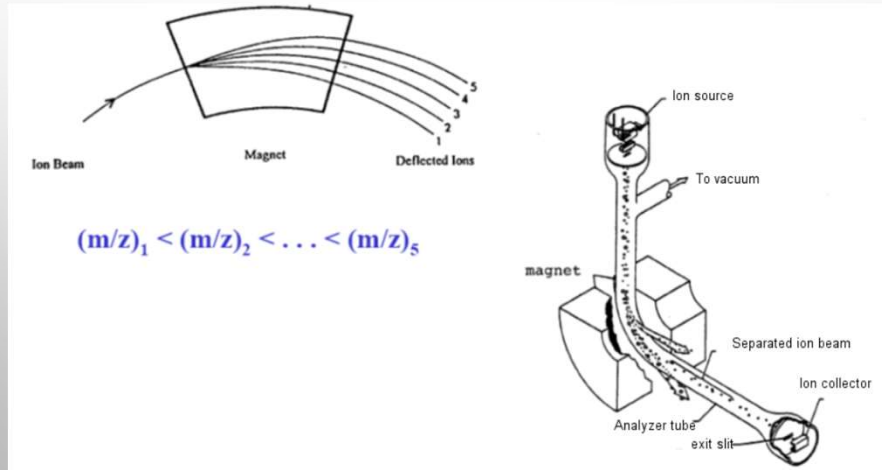 5
4
3
2
1
Ion Beam
Magnet
Deflected Ions
(m/z)₁ < (m/z)₂ < . . . < (m/z)₅
Ion source
To vacuum
magnet
Separated ion beam
Ion collector
Analyzer tube
exit slit